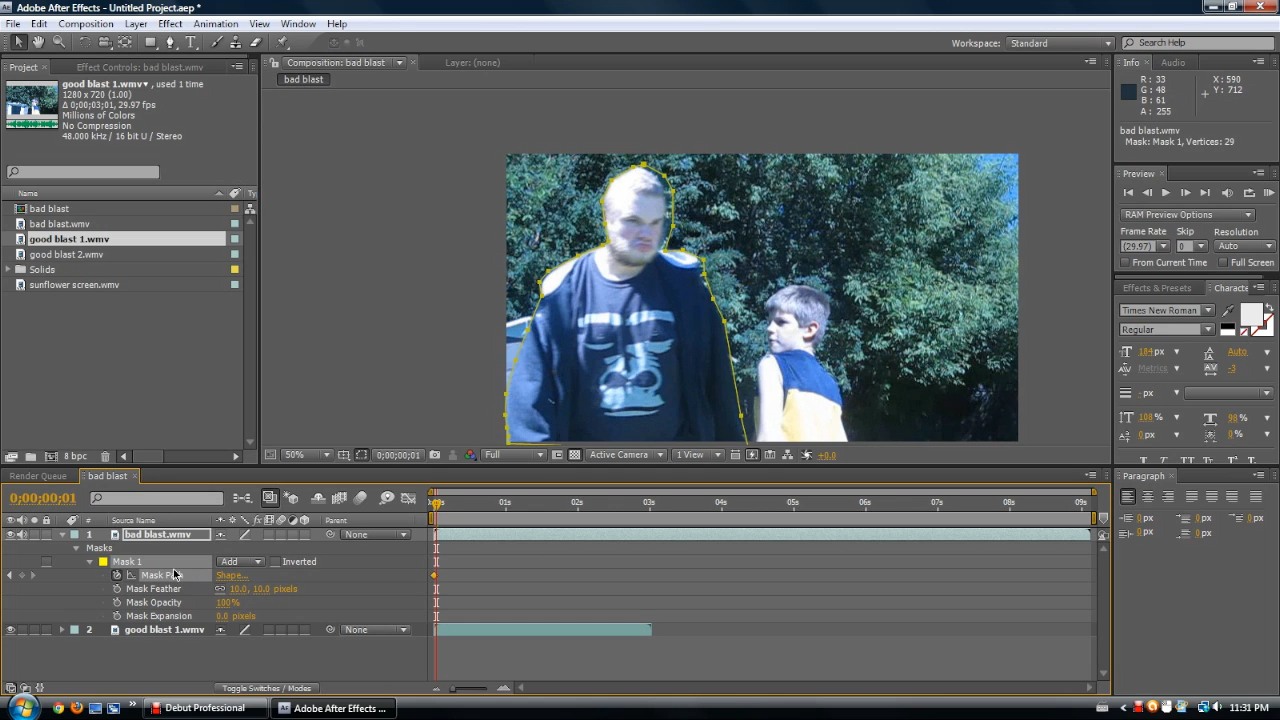 Adobe After Effects - Untitled Project.aep *
File Edit Composition Layer Effect Animation View Window Help
Workspace: Standard Search Help
Project Effect Controls: bad blast.wmv
good blast 1.wmv , used 1 time
1280 x 720 (1.00)
Δ 0;00;03;01, 29.97 fps
Millions of Colors
No Compression
48.000 kHz / 16 bit U / Stereo
Name Ty
bad blast
bad blast.wmv
good blast 1.wmv
good blast 2.wmv
Solids
sunflower screen.wmv
8 bpc
Composition: bad blast Layer: (none)
bad blast
50% 0;00;00;01 Full Active Camera 1 View +0.0
Info Audio
R : 33 X : 590
G : 48 Y : 712
B : 61
A : 255
bad blast.wmv
Mask: Mask 1, Vertices: 29
Preview
RAM Preview Options
Frame Rate Skip Resolution
(29.97) 0 Auto
From Current Time Full Screen
Effects & Presets Characte
Times New Roman
Regular
184 px Auto
Metrics -3
- px
100 % 98 %
0 px 0 %
Paragraph
0 px 0 px 0 px
0 px 0 px
Render Queue bad blast
0;00;00;01
00s 01s 02s 03s 04s 05s 06s 07s 08s 09s
# Source Name Parent
1 bad blast.wmv None
Masks
Mask 1 Add Inverted
Mask Shape...
Mask Feather 10.0, 10.0 pixels
Mask Opacity 100%
Mask Expansion 0.0 pixels
2 good blast 1.wmv None
Toggle Switches / Modes
Debut Professional Adobe After Effects ... 11:31 PM